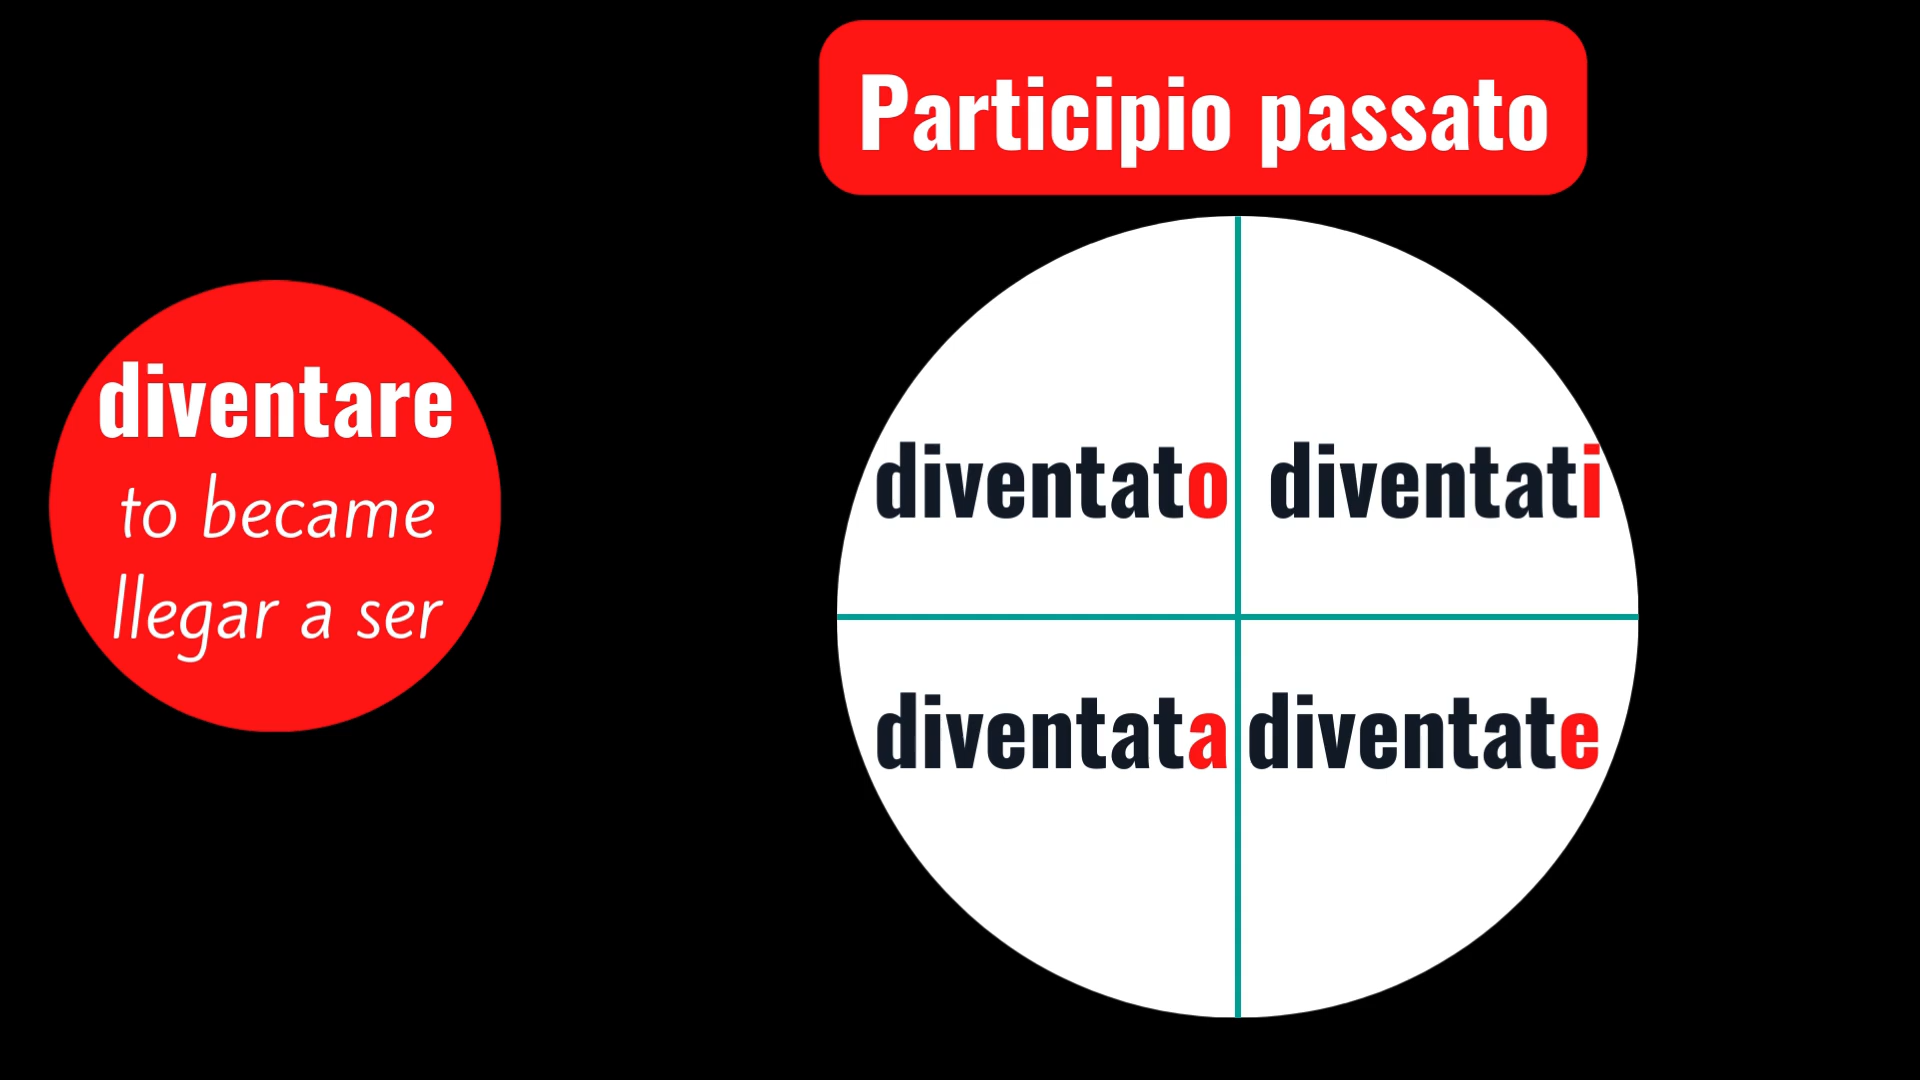 Participio passato
diventare
to became
llegar a ser
diventato diventati
diventata diventate